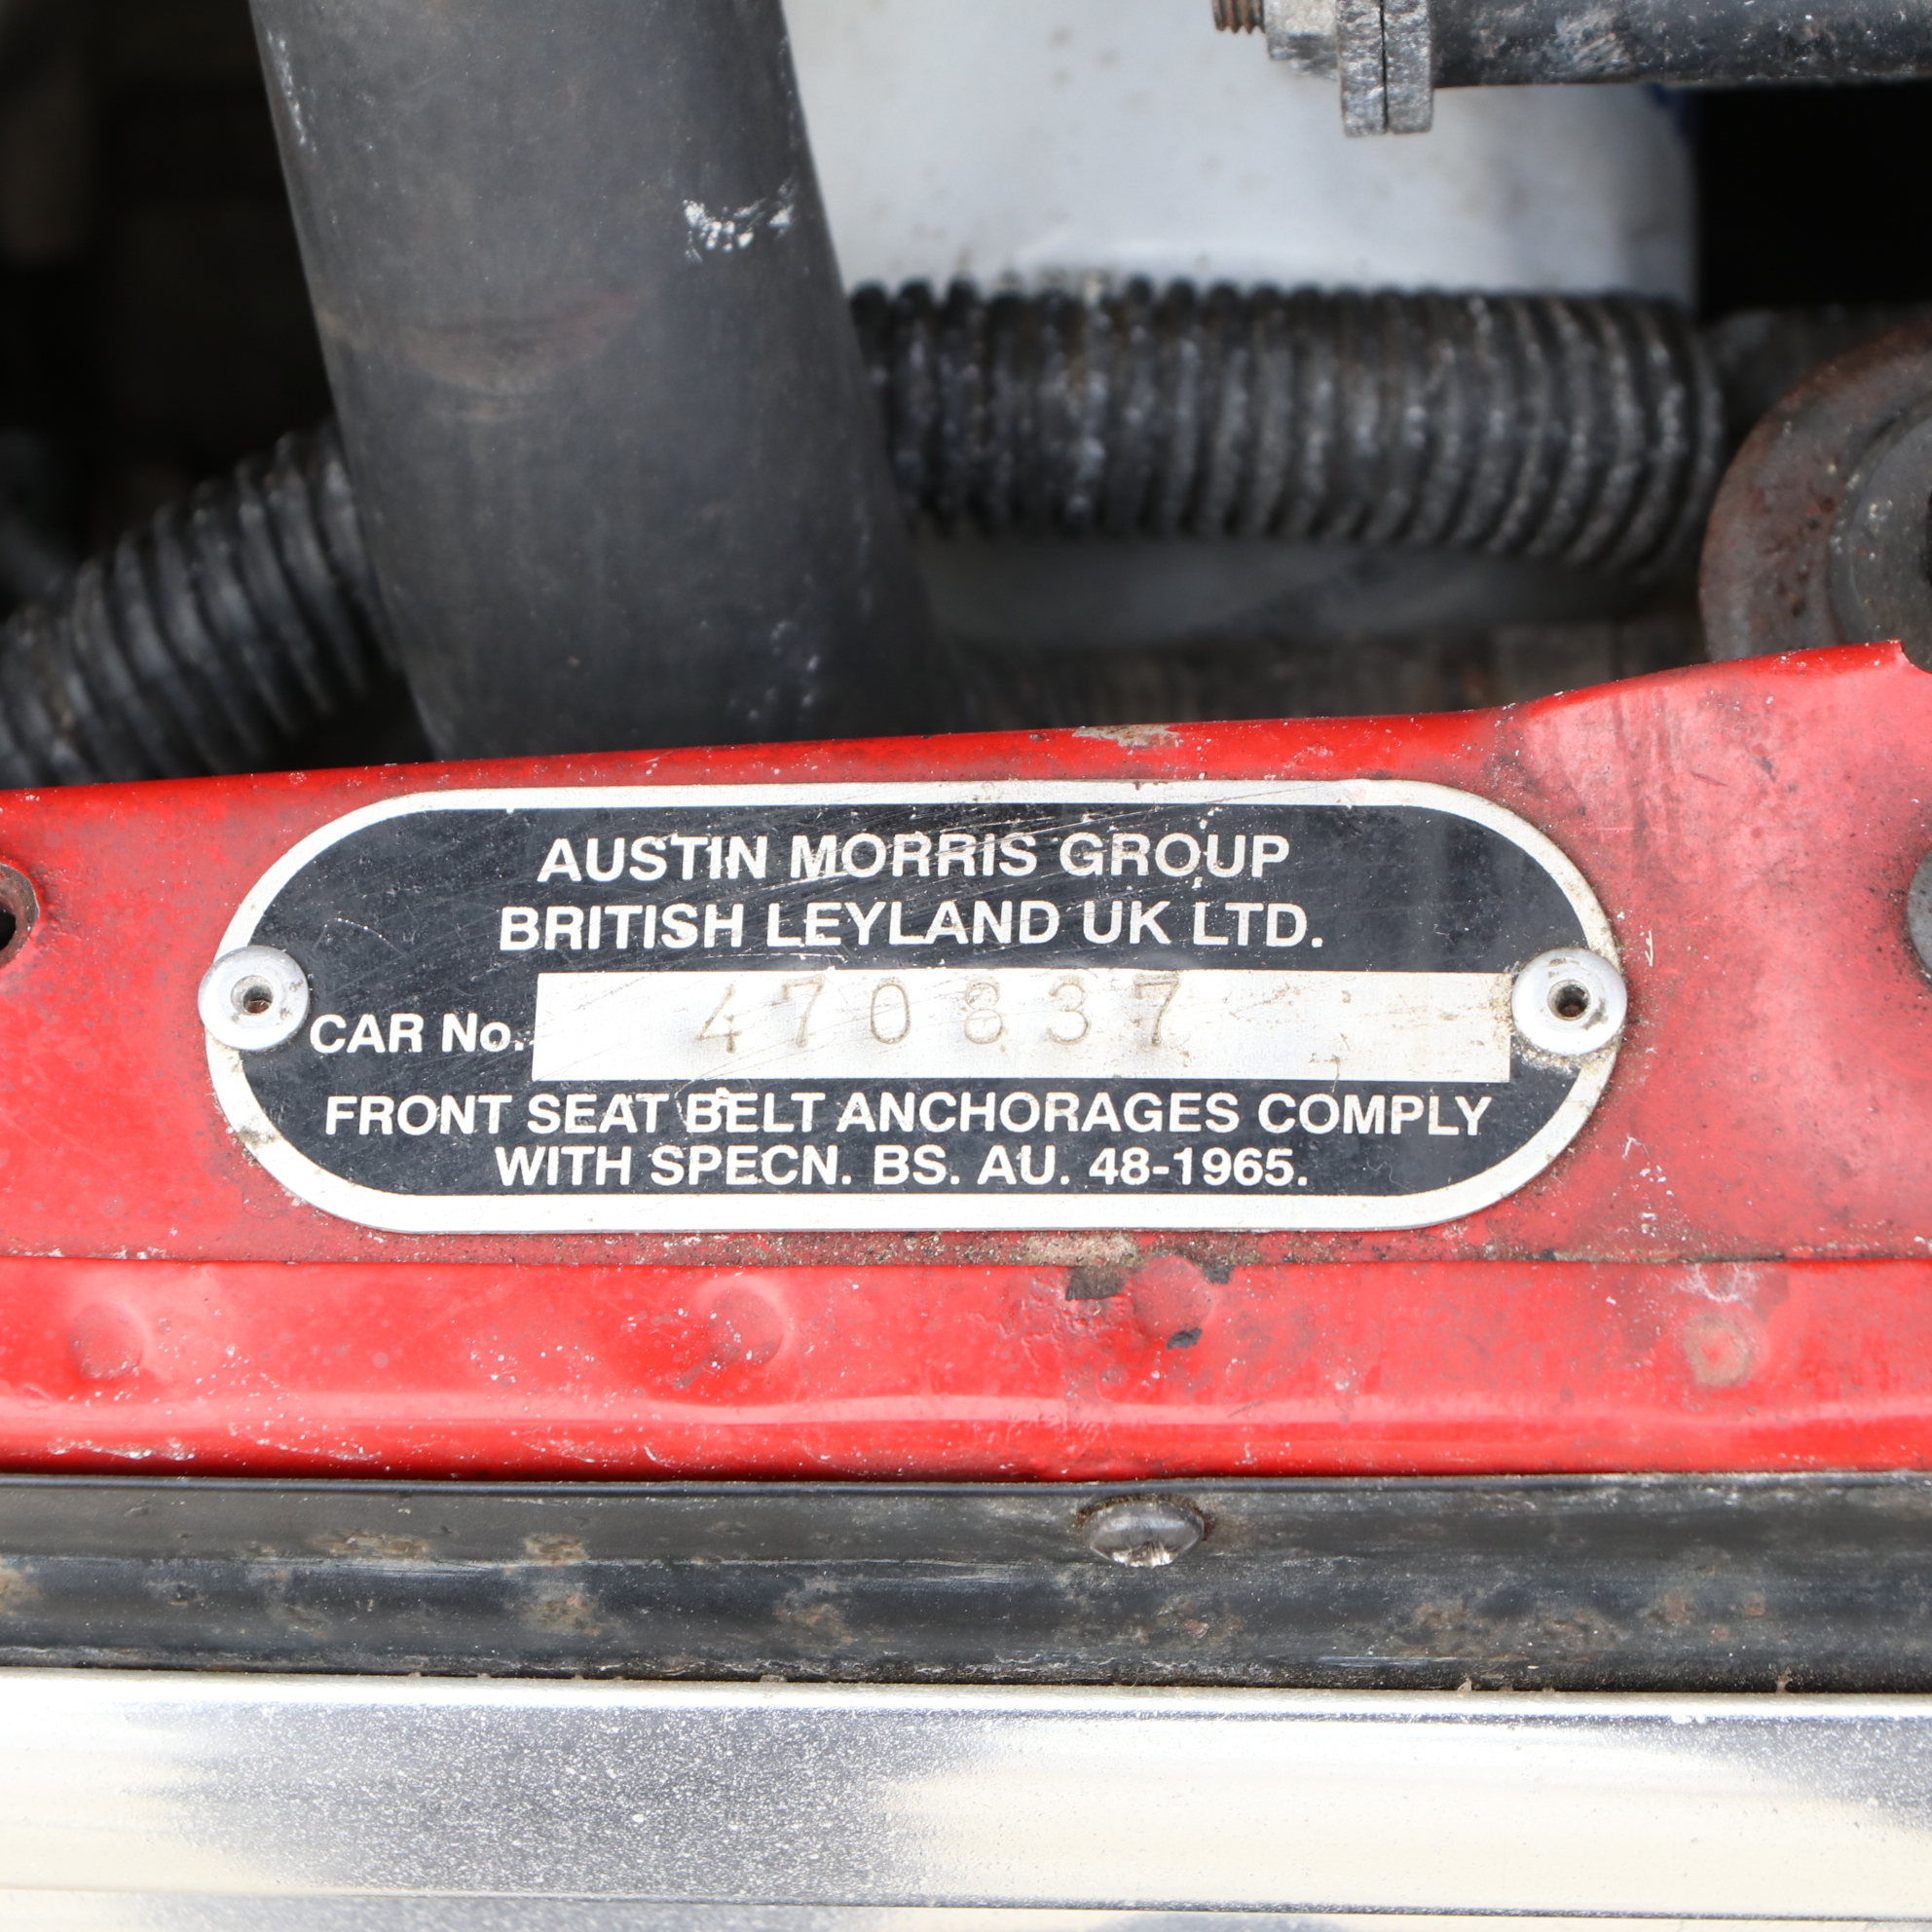 AUSTIN MORRIS GROUP
BRITISH LEYLAND UK LTD.
CAR No. 470837
FRONT SEAT BELT ANCHORAGES COMPLY
WITH SPECN. BS. AU. 48-1965.